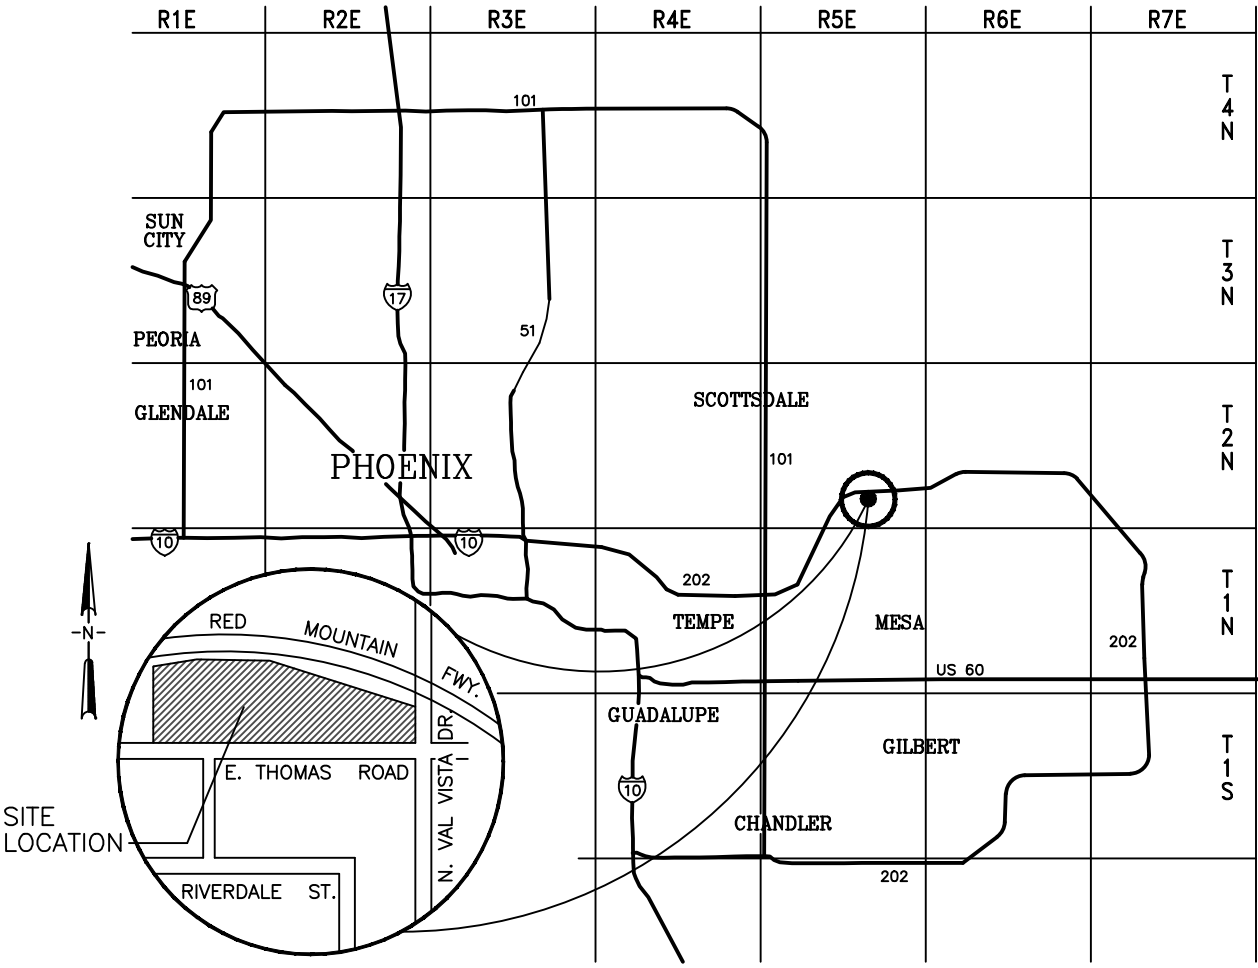 R1E R2E R3E R4E R5E R6E R7E
T
4
N
101
SUN
CITY
T
3
N
89
17
51
PEORIA
101
GLENDALE
SCOTTSDALE
T
2
N
PHOENIX
101
10
10
202
T
1
N
-N-
TEMPE
MESA
202
US 60
RED MOUNTAIN FWY.
GUADALUPE
GILBERT
T
1
S
E. THOMAS ROAD
N. VAL VISTA DR.
10
SITE
LOCATION
CHANDLER
202
RIVERDALE ST.